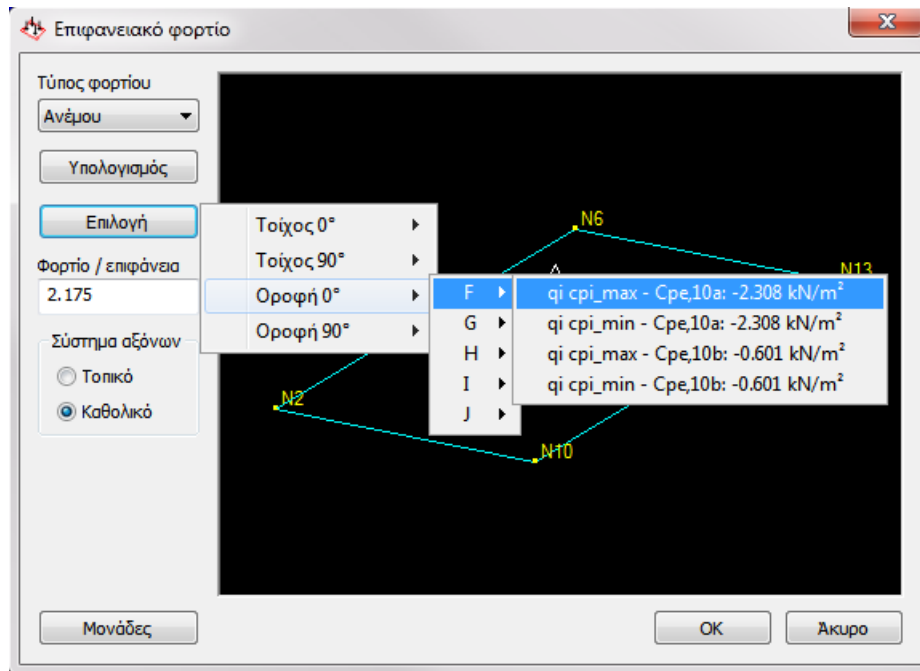 Επιφανειακό φορτίο
Τύπος φορτίου
Ανέμου
Υπολογισμός
Επιλογή
Φορτίο / επιφάνεια
2.175
Σύστημα αξόνων
Τοπικό
Καθολικό
Τοίχος 0°
Τοίχος 90°
Οροφή 0°
Οροφή 90°
F
G
H
I
J
qi cpi_max - Cpe,10a: -2.308 kN/m²
qi cpi_min - Cpe,10a: -2.308 kN/m²
qi cpi_max - Cpe,10b: -0.601 kN/m²
qi cpi_min - Cpe,10b: -0.601 kN/m²
N6
N13
N2
N10
Μονάδες
OK
Άκυρο